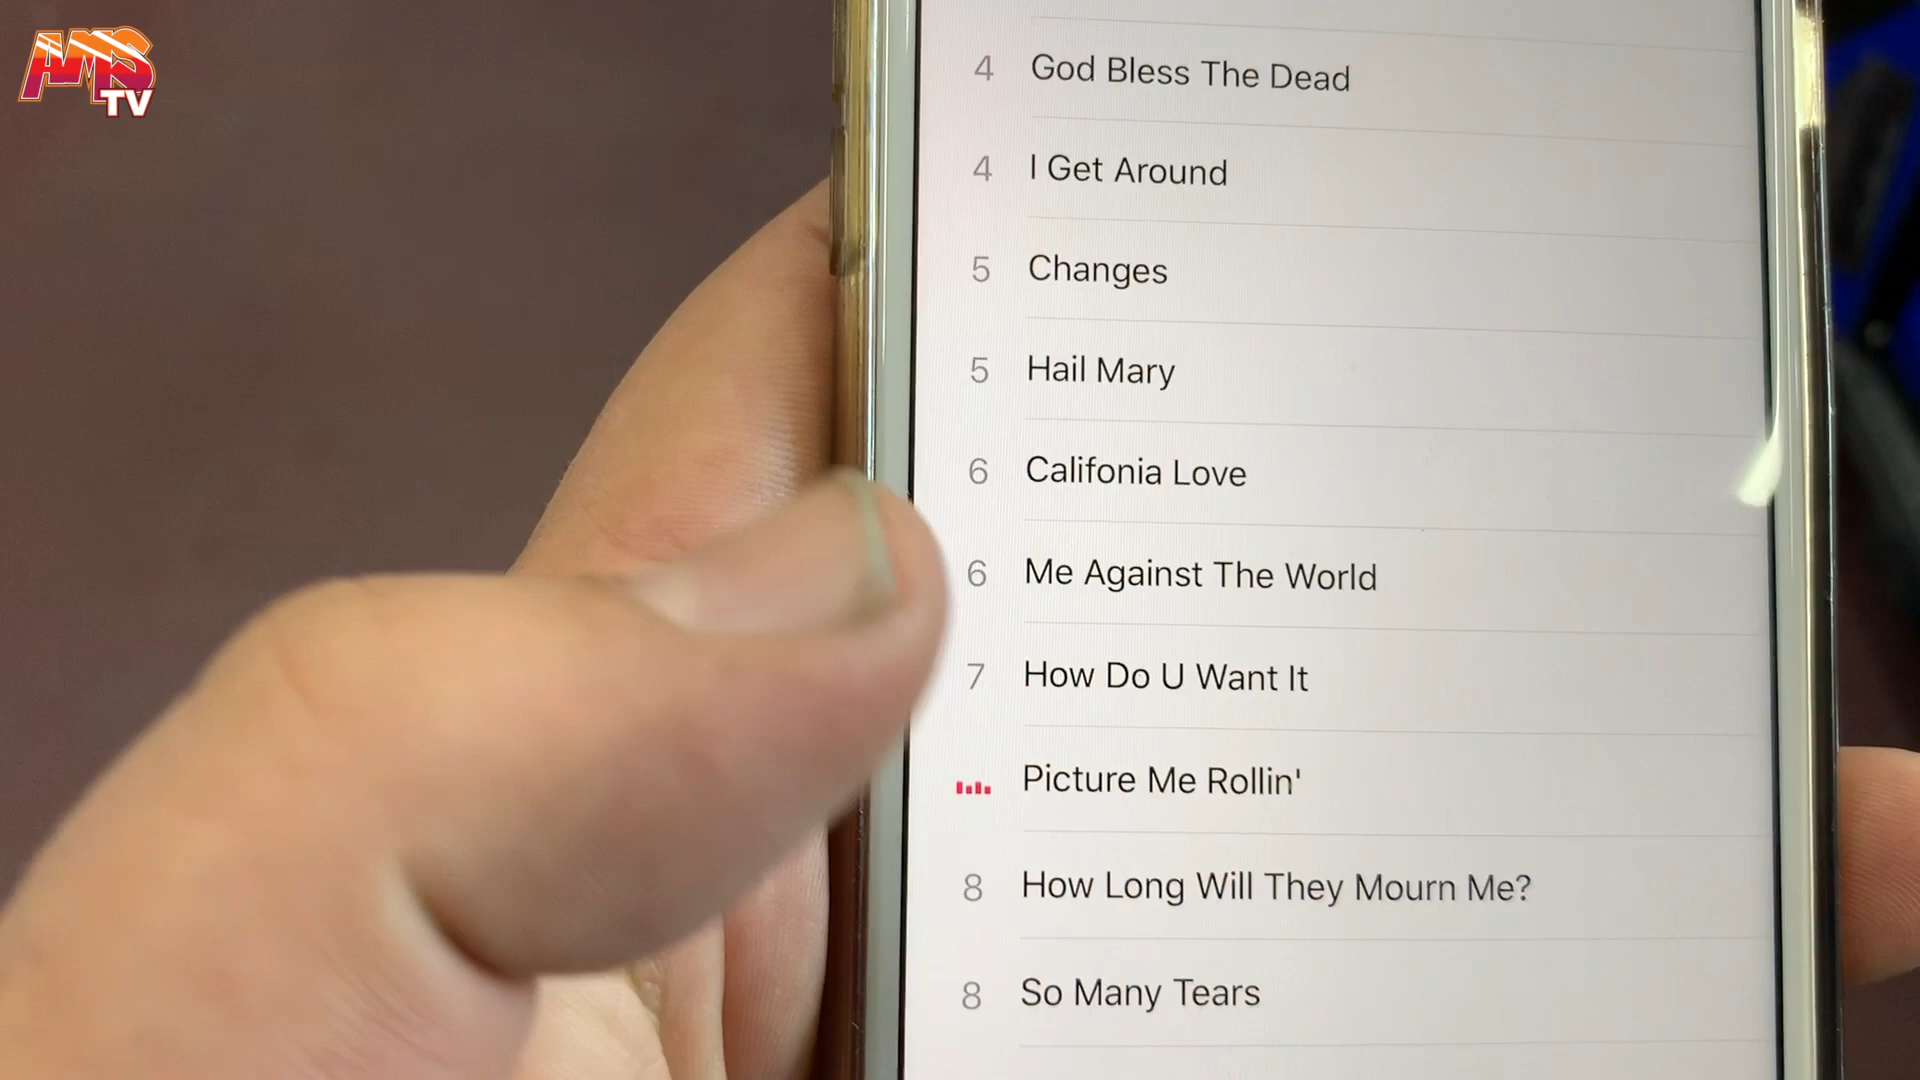 AMS
TV
4 God Bless The Dead
4 I Get Around
5 Changes
5 Hail Mary
6 Califonia Love
6 Me Against The World
7 How Do U Want It
Picture Me Rollin'
8 How Long Will They Mourn Me?
8 So Many Tears